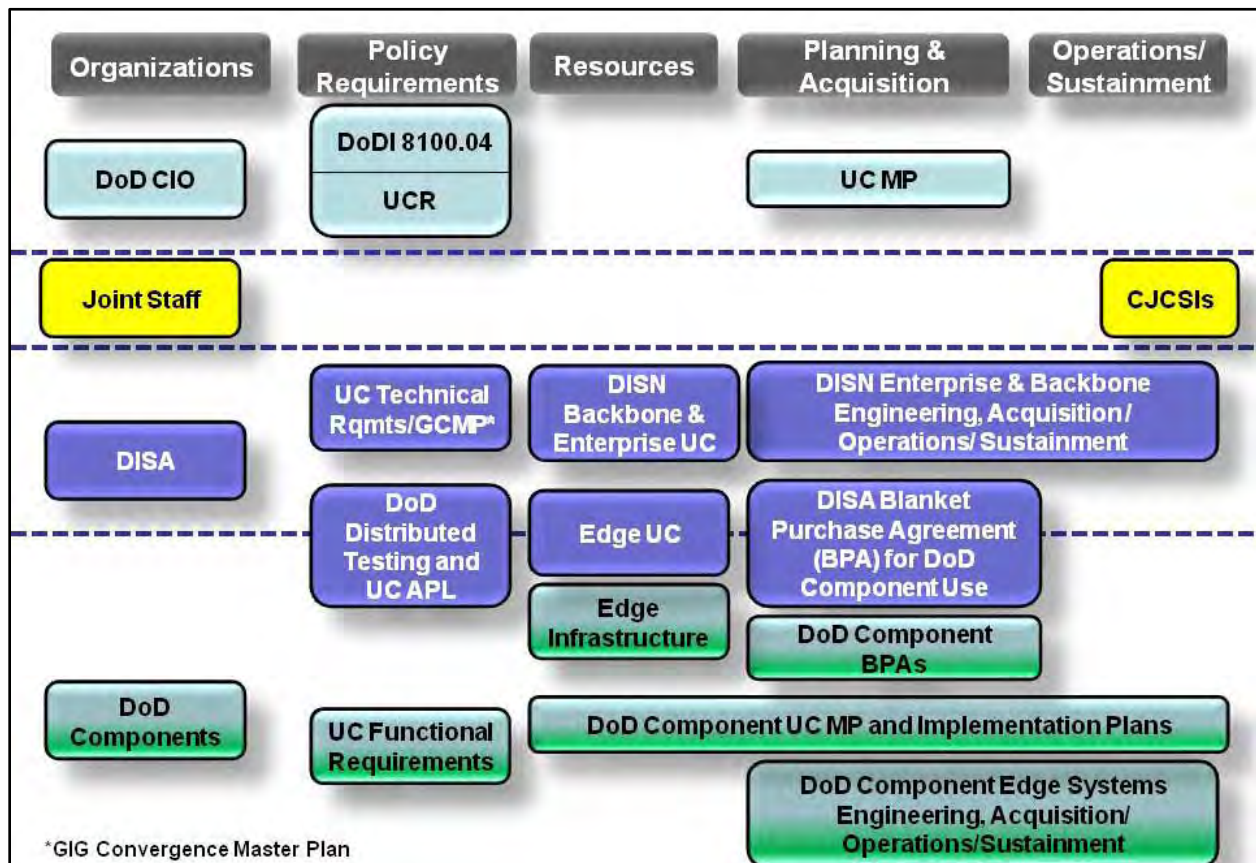 Organizations
Policy
Requirements
Resources
Planning &
Acquisition
Operations/
Sustainment
DoD CIO
DoDI 8100.04
UCR
UC MP
Joint Staff
CJCSIs
DISA
UC Technical
Rqmts/GCMP*
DISN
Backbone &
Enterprise UC
DISN Enterprise & Backbone
Engineering, Acquisition/
Operations/ Sustainment
DoD
Distributed
Testing and
UC APL
Edge UC
DISA Blanket
Purchase Agreement
(BPA) for DoD
Component Use
Edge
Infrastructure
DoD Component
BPAs
DoD
Components
UC Functional
Requirements
DoD Component UC MP and Implementation Plans
DoD Component Edge Systems
Engineering, Acquisition/
Operations/Sustainment
*GIG Convergence Master Plan